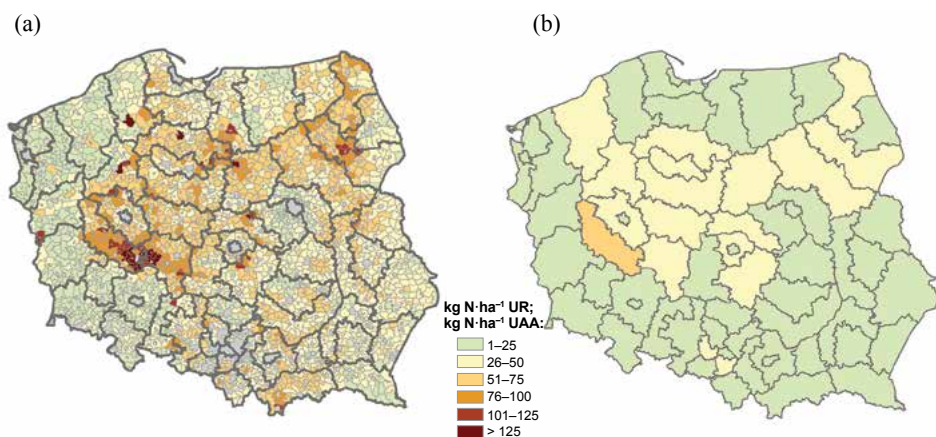 (a)
(b)
kg N·ha⁻¹ UR;
kg N·ha⁻¹ UAA:
1–25
26–50
51–75
76–100
101–125
> 125